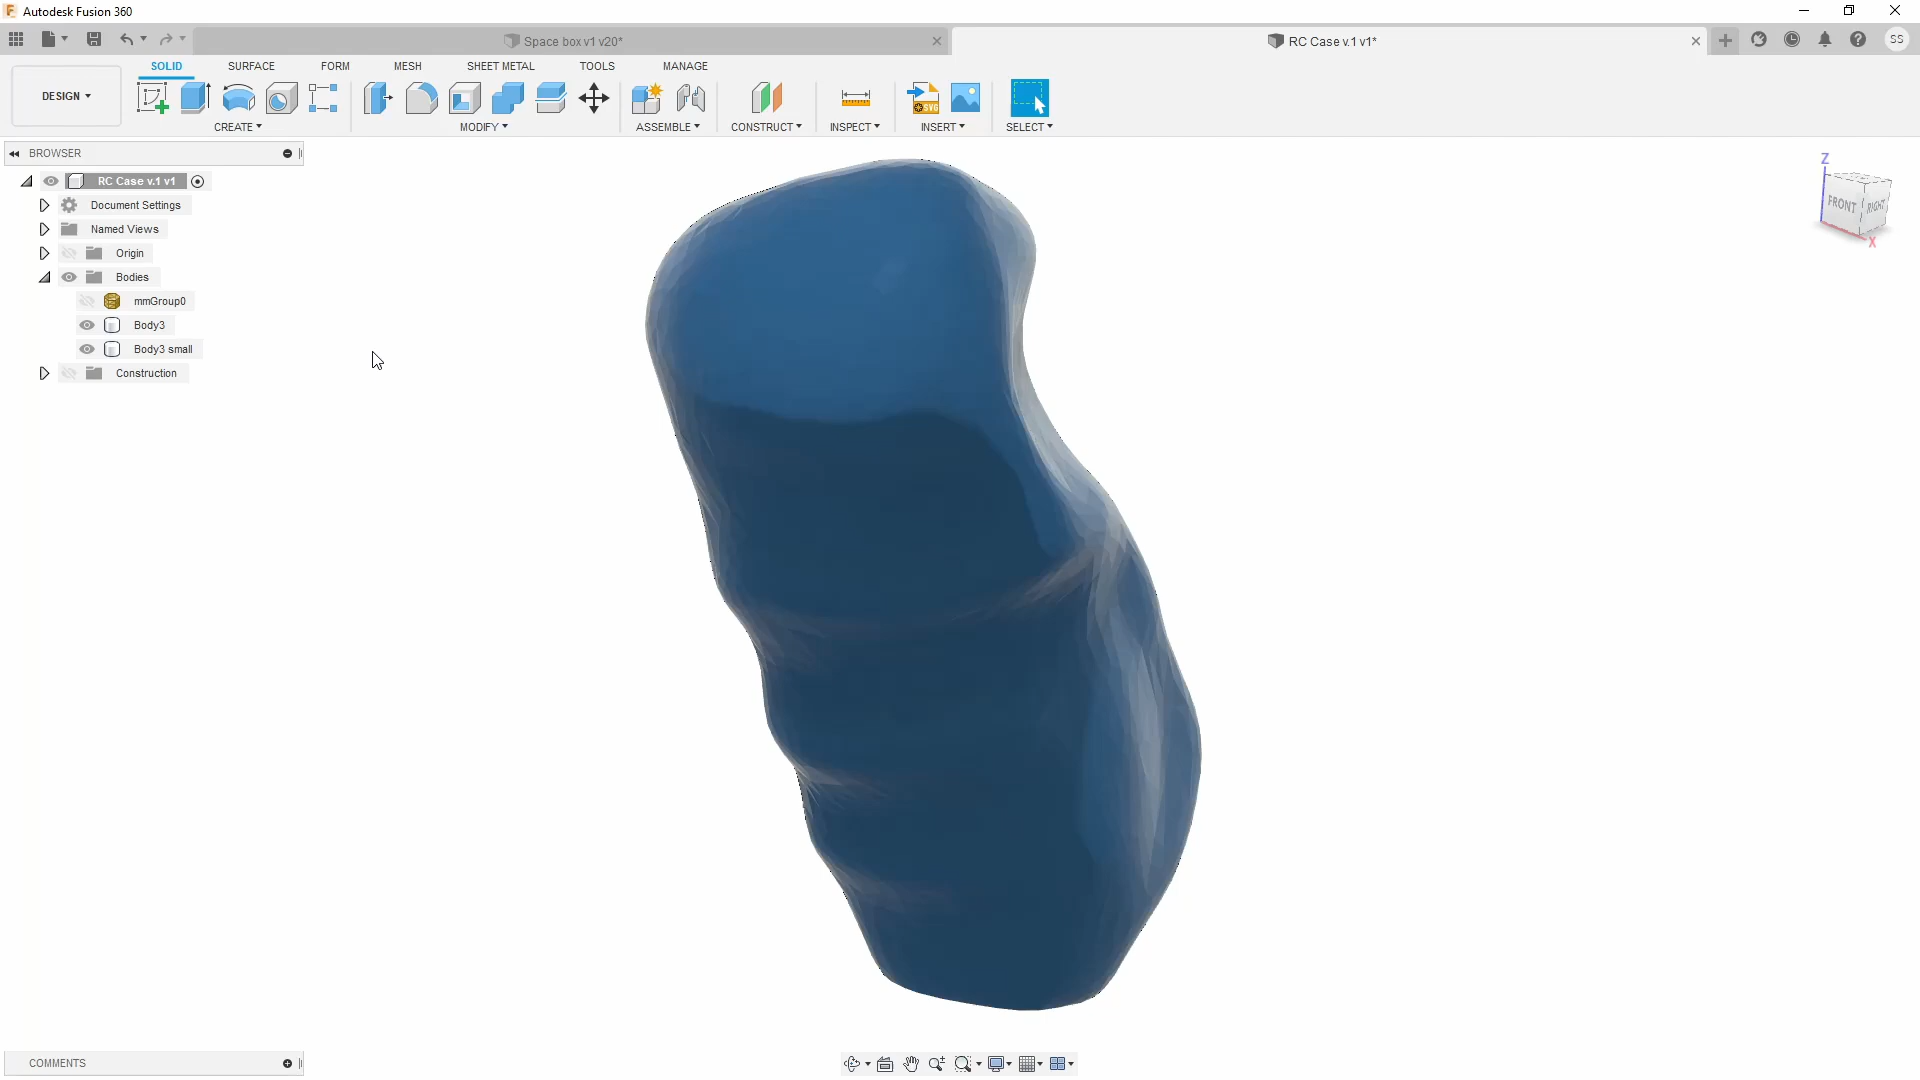 Autodesk Fusion 360
Space box v1 v20*
RC Case v.1 v1*
SS
SOLID SURFACE FORM MESH SHEET METAL TOOLS MANAGE
DESIGN
CREATE MODIFY ASSEMBLE CONSTRUCT INSPECT INSERT SELECT
SVG
BROWSER
RC Case v.1 v1
Document Settings
Named Views
Origin
Bodies
mmGroup0
Body3
Body3 small
Construction
Z
FRONT
RIGHT
X
COMMENTS